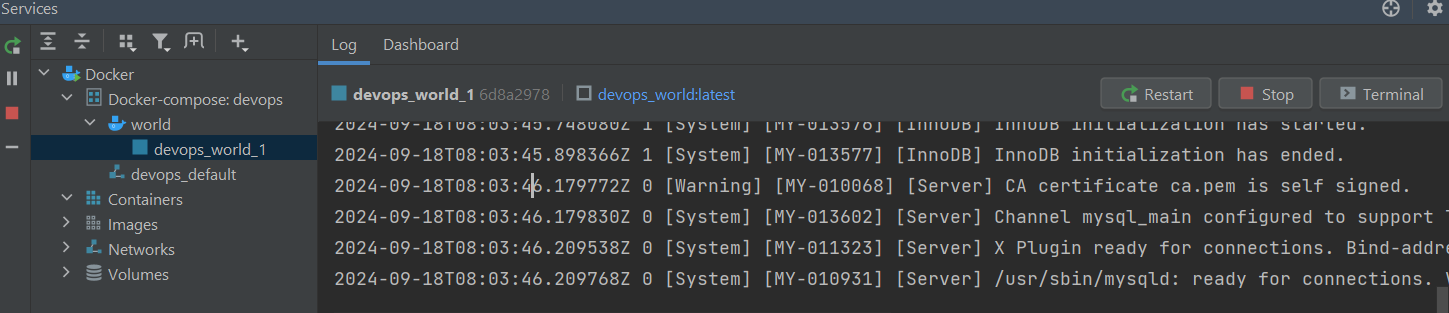 Services
Docker
Docker-compose: devops
world
devops_world_1
devops_default
Containers
Images
Networks
Volumes
Log
Dashboard
devops_world_1 6d8a2978
devops_world:latest
Restart
Stop
Terminal
2024-09-18T08:03:45.748080Z 1 [System] [MY-013576] [InnoDB] InnoDB initialization has started.
2024-09-18T08:03:45.898366Z 1 [System] [MY-013577] [InnoDB] InnoDB initialization has ended.
2024-09-18T08:03:46.179772Z 0 [Warning] [MY-010068] [Server] CA certificate ca.pem is self signed.
2024-09-18T08:03:46.179830Z 0 [System] [MY-013602] [Server] Channel mysql_main configured to support
2024-09-18T08:03:46.209538Z 0 [System] [MY-011323] [Server] X Plugin ready for connections. Bind-addre
2024-09-18T08:03:46.209768Z 0 [System] [MY-010931] [Server] /usr/sbin/mysqld: ready for connections.